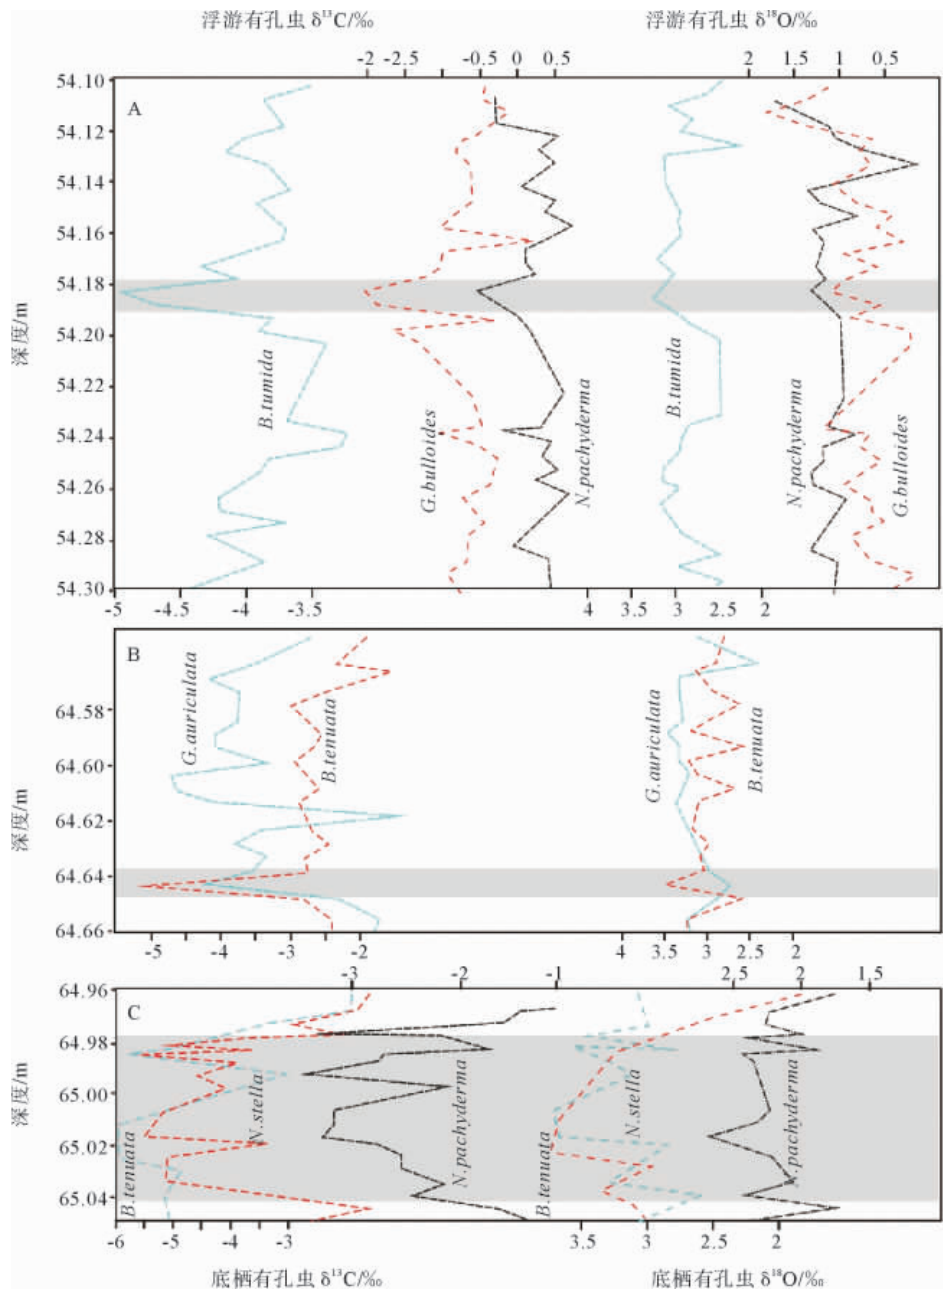 浮游有孔虫 δ¹³C/‰ 浮游有孔虫 δ¹⁸O/‰
-2 -2.5 -0.5 0 0.5 2 1.5 1 0.5
A
54.10
54.12
54.14
54.16
54.18
54.20
54.22
54.24
54.26
54.28
54.30
深度/m
B.tumida
G.bulloides
N.pachyderma
B.tumida
N.pachyderma
G.bulloides
-5 -4.5 -4 -3.5 4 3.5 3 2.5 2
B
64.58
64.60
64.62
64.64
64.66
深度/m
G.auriculata
B.tenuata
G.auriculata
B.tenuata
-5 -4 -3 -2 4 3.5 3 2.5 2
-3 -2 -1 2.5 2 1.5
C
64.96
64.98
65.00
65.02
65.04
深度/m
B.tenuata
N.stella
N.pachyderma
B.tenuata
N.stella
N.pachyderma
-6 -5 -4 -3 3.5 3 2.5 2
底栖有孔虫 δ¹³C/‰ 底栖有孔虫 δ¹⁸O/‰